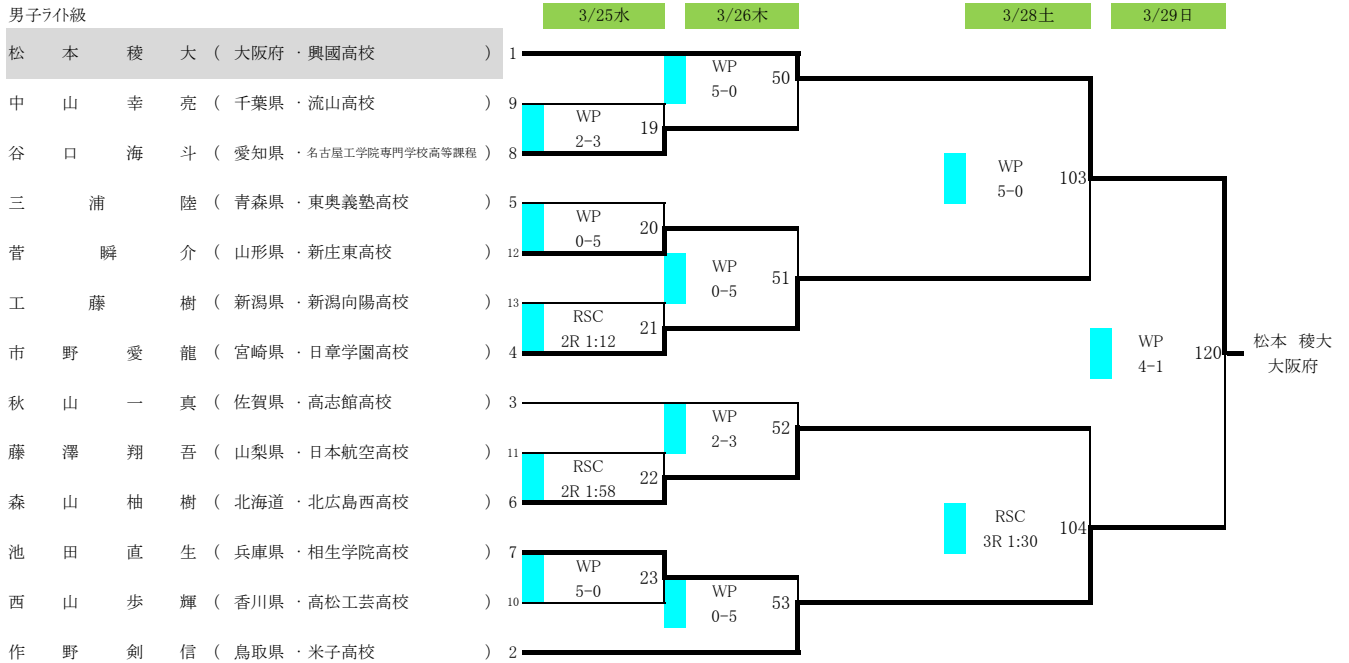 男子ライト級 3/25水 3/26木 3/28土 3/29日
松本稜大 ( 大阪府 ・ 興國高校 ) 1
WP
5-0
50
中山幸亮 ( 千葉県 ・ 流山高校 ) 9
WP
2-3
19
谷口海斗 ( 愛知県 ・ 名古屋工学院専門学校高等課程 ) 8
WP
5-0
103
三浦陸 ( 青森県 ・ 東奥義塾高校 ) 5
WP
0-5
20
菅瞬介 ( 山形県 ・ 新庄東高校 ) 12
WP
0-5
51
工藤樹 ( 新潟県 ・ 新潟向陽高校 ) 13
RSC
2R 1:12
21
市野愛龍 ( 宮崎県 ・ 日章学園高校 ) 4
WP
4-1
120
松本 稜大
大阪府
秋山一真 ( 佐賀県 ・ 高志館高校 ) 3
WP
2-3
52
藤澤翔吾 ( 山梨県 ・ 日本航空高校 ) 11
RSC
2R 1:58
22
森山柚樹 ( 北海道 ・ 北広島西高校 ) 6
RSC
3R 1:30
104
池田直生 ( 兵庫県 ・ 相生学院高校 ) 7
WP
5-0
23
西山歩輝 ( 香川県 ・ 高松工芸高校 ) 10
WP
0-5
53
作野剣信 ( 鳥取県 ・ 米子高校 ) 2